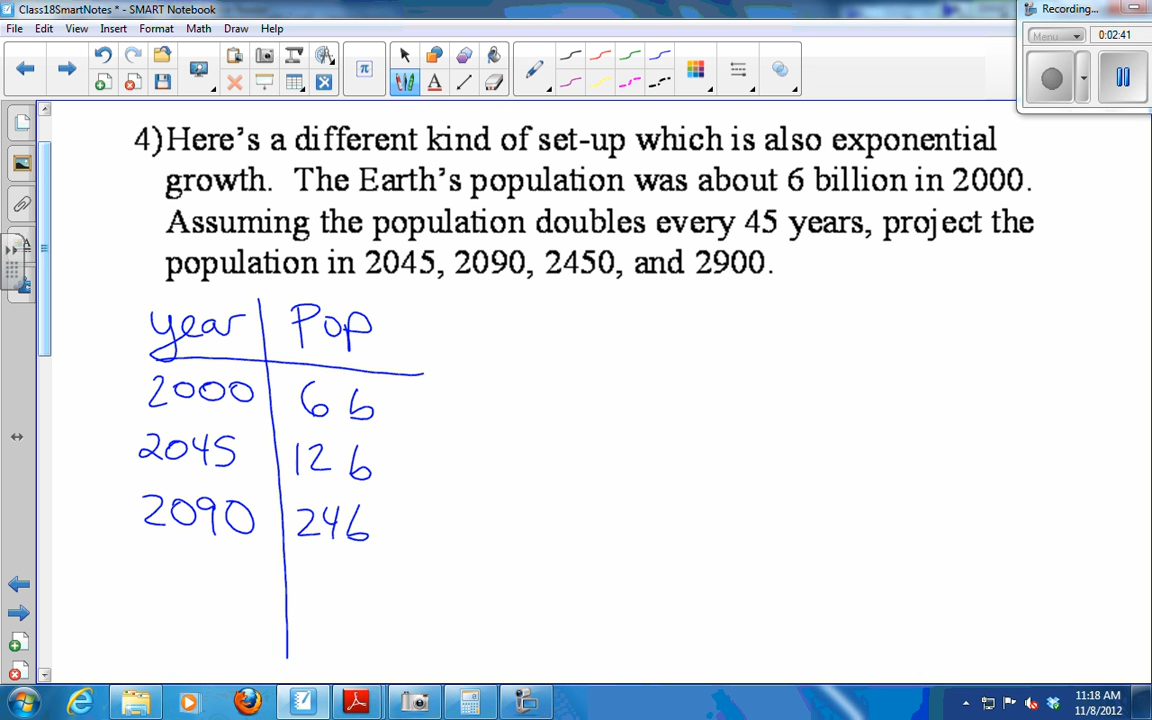 Class18SmartNotes * - SMART Notebook
Recording...
File Edit View Insert Format Math Draw Help
Menu
0:02:41
π
A
A
4)Here's a different kind of set-up which is also exponential
growth. The Earth's population was about 6 billion in 2000.
Assuming the population doubles every 45 years, project the
population in 2045, 2090, 2450, and 2900.
year Pop
2000 6 b
2045 12 b
2090 24b
11:18 AM
11/8/2012